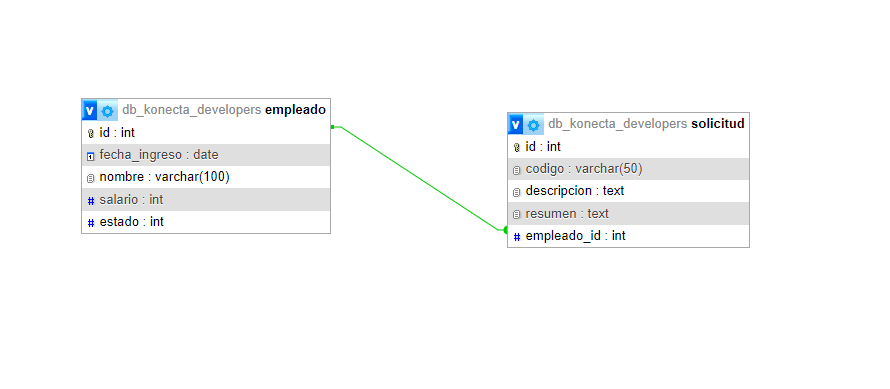 db_konecta_developers empleado
id : int
fecha_ingreso : date
nombre : varchar(100)
salario : int
estado : int
db_konecta_developers solicitud
id : int
codigo : varchar(50)
descripcion : text
resumen : text
empleado_id : int